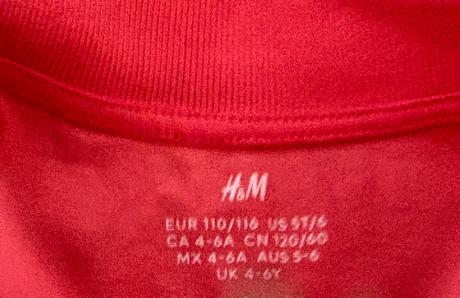 H&M
EUR 110/116 US 5T/6
CA 4-6A CN 120/60
MX 4-6A AUS 5-6
UK 4-6Y